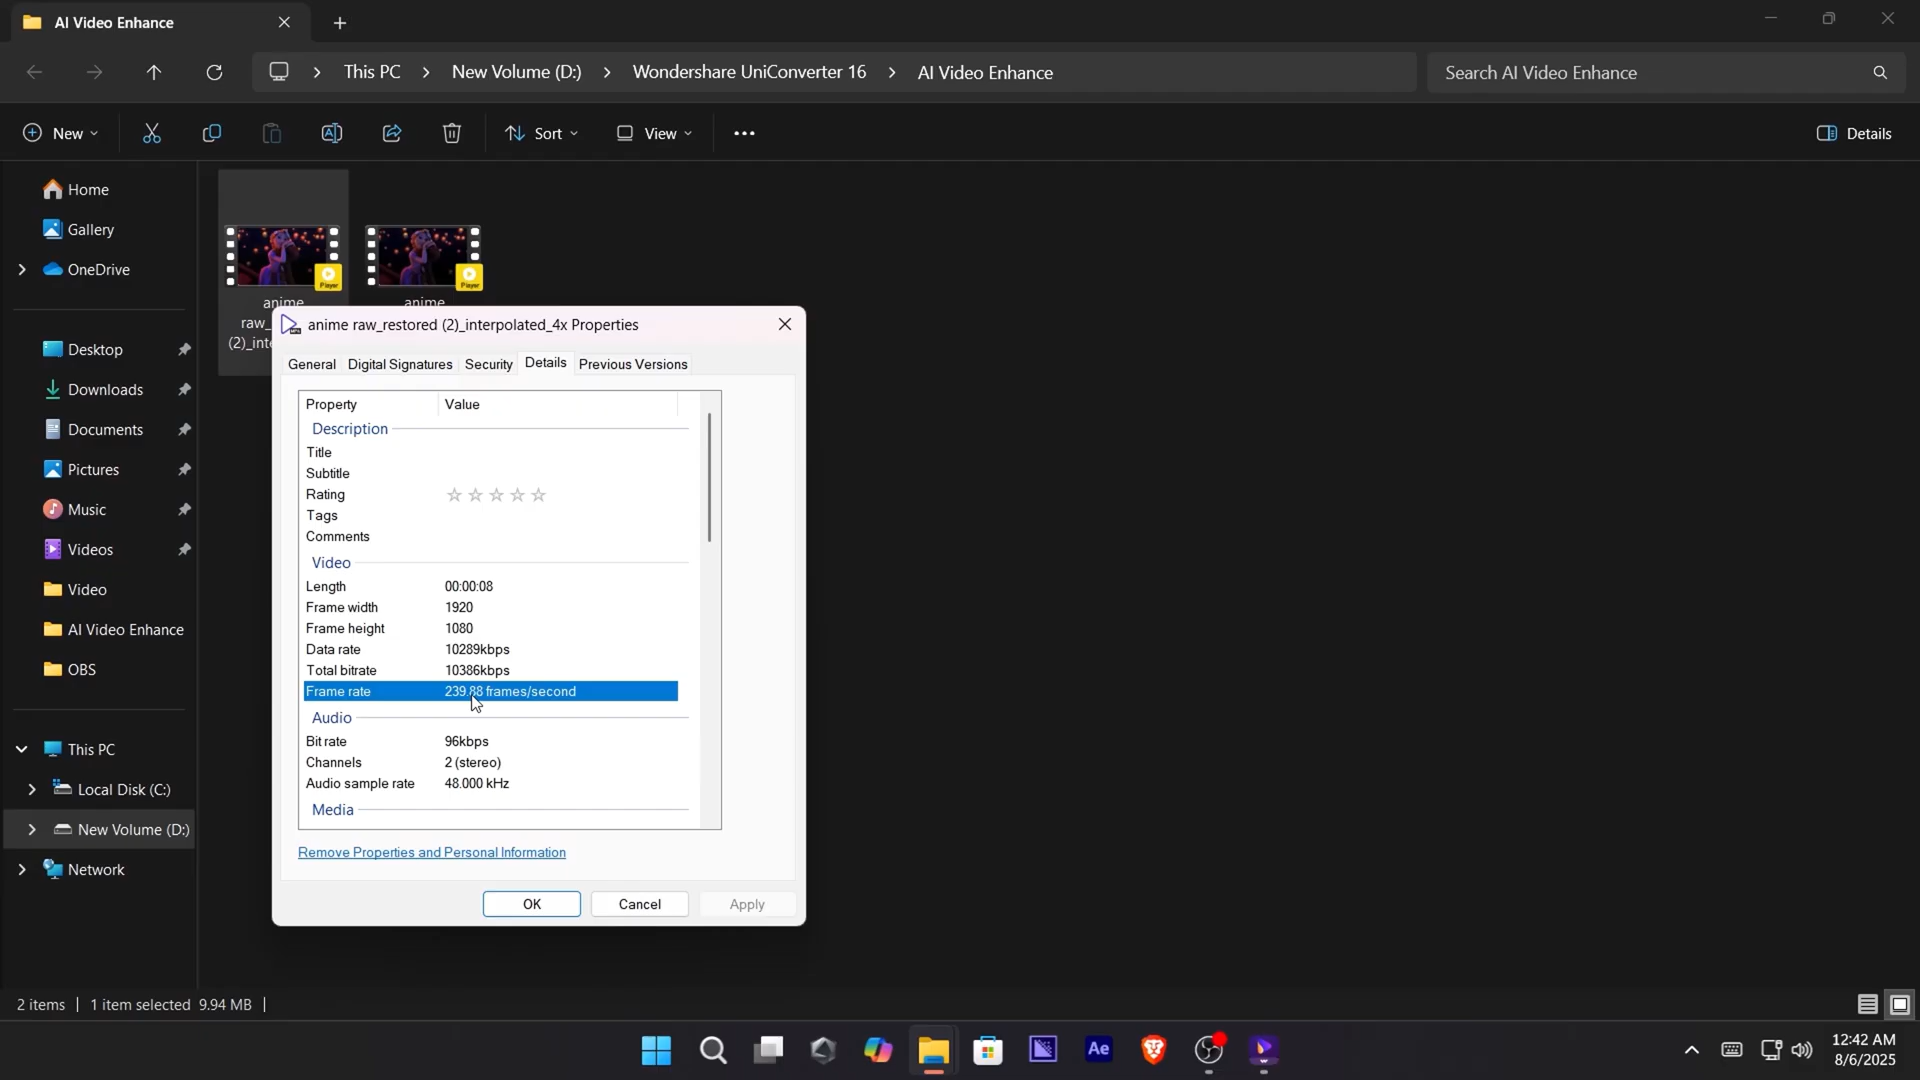 AI Video Enhance
This PC
New Volume (D:)
Wondershare UniConverter 16
AI Video Enhance
Search AI Video Enhance
New
Sort
View
Details
Home
Gallery
OneDrive
Desktop
Downloads
Documents
Pictures
Music
Videos
Video
AI Video Enhance
OBS
This PC
Local Disk (C:)
New Volume (D:)
Network
Player
Player
anime
raw_
(2)_inte
anime
anime raw_restored (2)_interpolated_4x Properties
General
Digital Signatures
Security
Details
Previous Versions
Property Value
Description
Title
Subtitle
Rating
Tags
Comments
Video
Length 00:00:08
Frame width 1920
Frame height 1080
Data rate 10289kbps
Total bitrate 10386kbps
Frame rate 239.88 frames/second
Audio
Bit rate 96kbps
Channels 2 (stereo)
Audio sample rate 48.000 kHz
Media
Remove Properties and Personal Information
OK
Cancel
Apply
2 items
1 item selected 9.94 MB
Ae
12:42 AM
8/6/2025